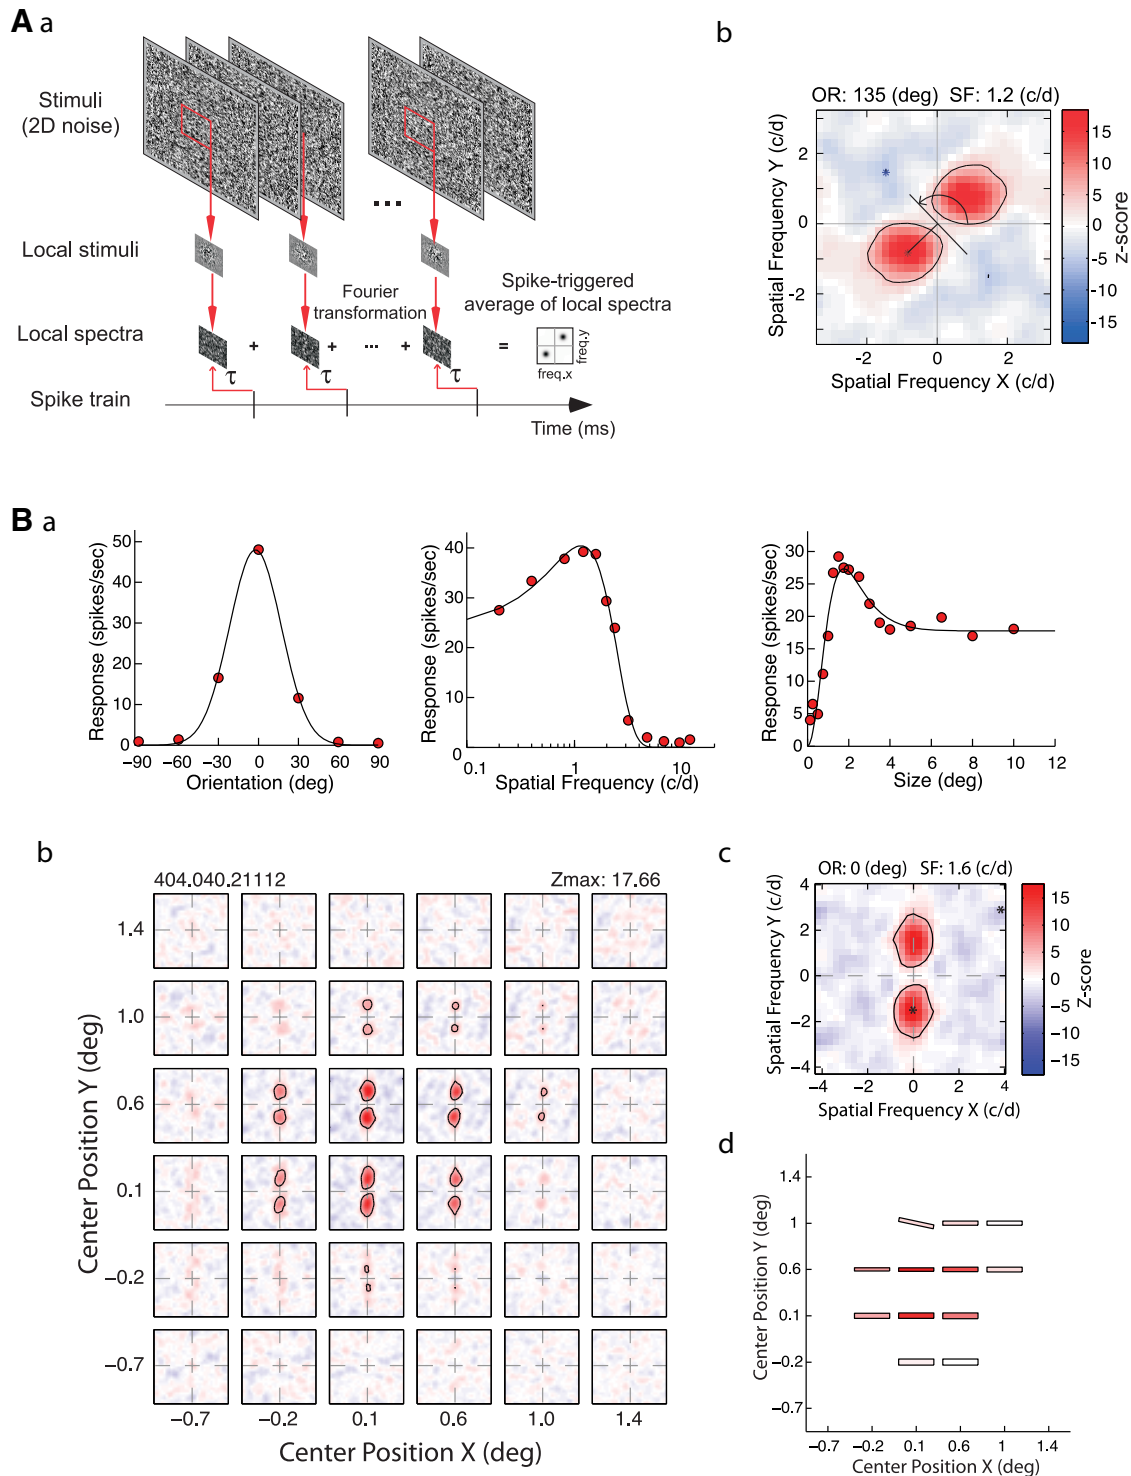 A a
Stimuli
(2D noise)
Local stimuli
Local spectra
Spike train
Fourier
transformation
Spike-triggered
average of local spectra
+ + ... + =
freq.x
freq.y
τ τ τ
Time (ms)
b
OR: 135 (deg) SF: 1.2 (c/d)
Spatial Frequency Y (c/d)
2
0
-2
-2 0 2
Spatial Frequency X (c/d)
15
10
5
0
-5
-10
-15
z-score
B a
Response (spikes/sec)
50
40
30
20
10
0
−90 −60 −30 0 30 60 90
Orientation (deg)
Response (spikes/sec)
40
30
20
10
0
0.1 1 10
Spatial Frequency (c/d)
Response (spikes/sec)
30
25
20
15
10
5
0
0 2 4 6 8 10 12
Size (deg)
b
404.040.21112 Zmax: 17.66
Center Position Y (deg)
1.4
1.0
0.6
0.1
−0.2
−0.7
−0.7 −0.2 0.1 0.6 1.0 1.4
Center Position X (deg)
c
OR: 0 (deg) SF: 1.6 (c/d)
Spatial Frequency Y (c/d)
4
2
0
−2
−4
−4 −2 0 2 4
Spatial Frequency X (c/d)
15
10
5
0
−5
−10
−15
Z-score
d
Center Position Y (deg)
1.4
1
0.6
0.1
-0.2
-0.7
-0.7 -0.2 0.1 0.6 1 1.4
Center Position X (deg)